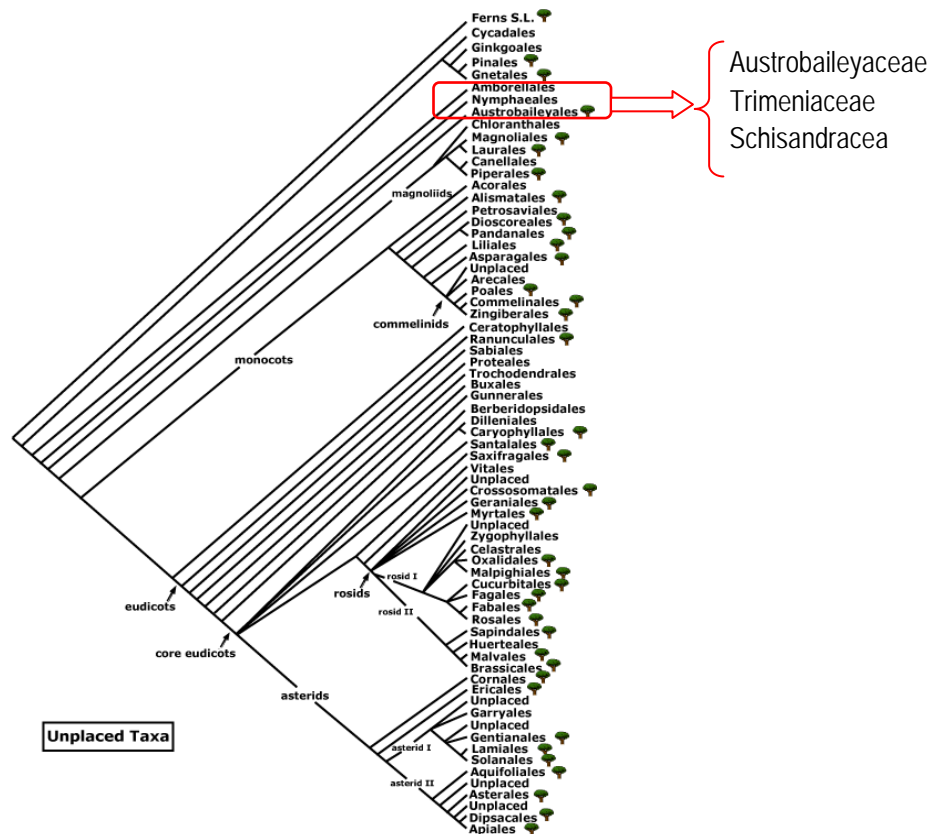 Ferns S.L.
Cycadales
Ginkgoales
Pinales
Gnetales
Amborellales
Nymphaeales
Austrobaileyales
Chloranthales
Magnoliales
Laurales
Canellales
Piperales
Acorales
Alismatales
Petrosaviales
Dioscoreales
Pandanales
Liliales
Asparagales
Unplaced
Arecales
Poales
Commelinales
Zingiberales
Ceratophyllales
Ranunculales
Sabiales
Proteales
Trochodendrales
Buxales
Gunnerales
Berberidopsidales
Dilleniales
Caryophyllales
Santalales
Saxifragales
Vitales
Unplaced
Crossosomatales
Geraniales
Myrtales
Unplaced
Zygophyllales
Celastrales
Oxalidales
Malpighiales
Cucurbitales
Fagales
Fabales
Rosales
Sapindales
Huerteales
Malvales
Brassicales
Cornales
Ericales
Unplaced
Garryales
Unplaced
Gentianales
Lamiales
Solanales
Aquifoliales
Unplaced
Asterales
Unplaced
Dipsacales
Apiales
Austrobaileyaceae
Trimeniaceae
Schisandracea
magnoliids
commelinids
monocots
eudicots
core eudicots
rosids
rosid I
rosid II
asterids
asterid I
asterid II
Unplaced Taxa